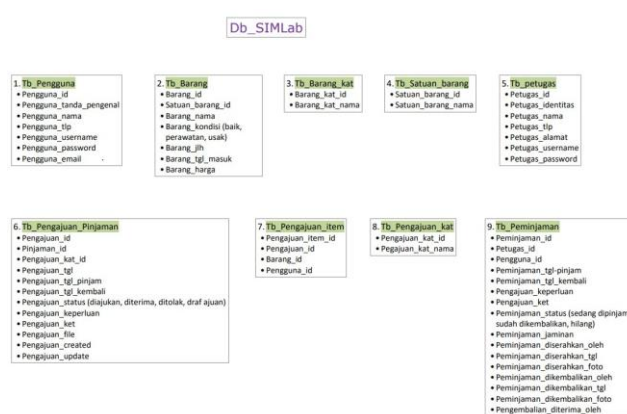 Db_SIMLab
1. Tb_Pengguna
• Pengguna_id
• Pengguna_tanda_pengenal
• Pengguna_nama
• Pengguna_tlp
• Pengguna_username
• Pengguna_password
• Pengguna_email
2. Tb_Barang
• Barang_id
• Satuan_barang_id
• Barang_nama
• Barang_kondisi (baik,
perawatan, usak)
• Barang_jlh
• Barang_tgl_masuk
• Barang_harga
3. Tb_Barang_kat
• Barang_kat_id
• Barang_kat_nama
4. Tb_Satuan_barang
• Satuan_barang_id
• Satuan_barang_nama
5. Tb_petugas
• Petugas_id
• Petugas_identitas
• Petugas_nama
• Petugas_tlp
• Petugas_alamat
• Petugas_username
• Petugas_password
6. Tb_Pengajuan_Pinjaman
• Pengajuan_id
• Pinjaman_id
• Pengajuan_kat_id
• Pengajuan_tgl
• Pengajuan_tgl_pinjam
• Pengajuan_tgl_kembali
• Pengajuan_status (diajukan, diterima, ditolak, draf ajuan)
• Pengajuan_keperluan
• Pengajuan_ket
• Pengajuan_file
• Pengajuan_created
• Pengajuan_update
7. Tb_Pengajuan_item
• Pengajuan_item_id
• Pengajuan_id
• Barang_id
• Pengguna_id
8. Tb_Pengajuan_kat
• Pengajuan_kat_id
• Pegajuan_kat_nama
9. Tb_Peminjaman
• Peminjaman_id
• Petugas_id
• Pengguna_id
• Peminjaman_tgl-pinjam
• Peminjaman_tgl_kembali
• Pengajuan_keperluan
• Pengajuan_ket
• Peminjaman_status (sedang dipinjam
sudah dikembalikan, hilang)
• Peminjaman_jaminan
• Peminjaman_diserahkan_oleh
• Peminjaman_diserahkan_tgl
• Peminjaman_diserahkan_foto
• Peminjaman_dikembalikan_oleh
• Peminjaman_dikembalikan_tgl
• Peminjaman_dikembalikan_foto
• Pengembalian_diterima_oleh